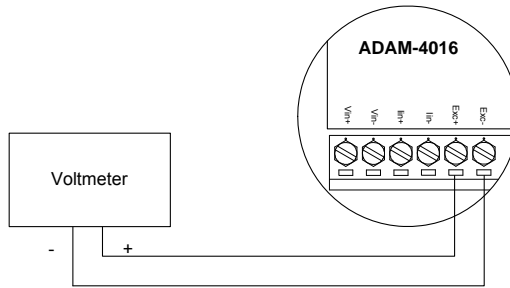 ADAM-4016
Vin+
Vin-
Iin+
Iin-
Exc+
Exc-
Voltmeter
-
+